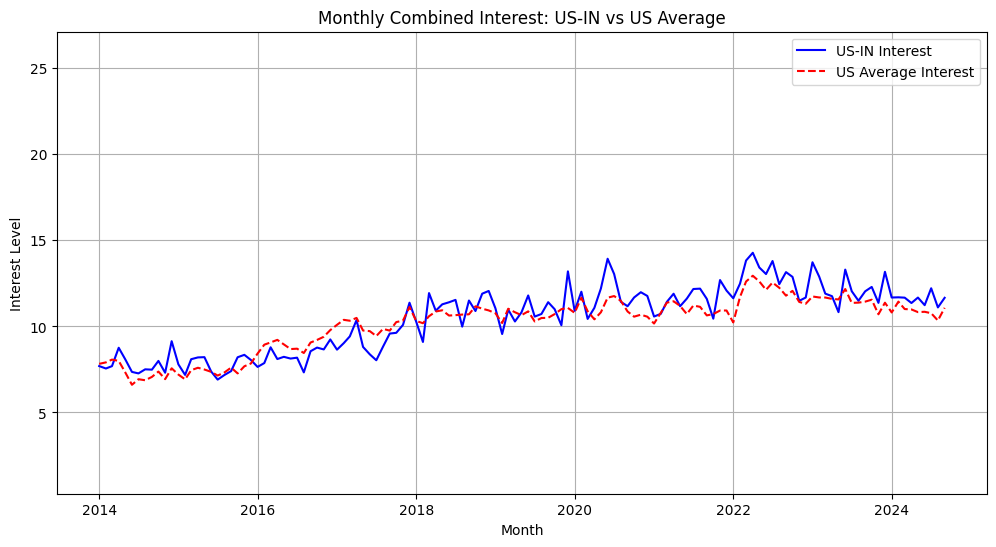 Monthly Combined Interest: US-IN vs US Average
US-IN Interest
US Average Interest
Interest Level
25
20
15
10
5
2014
2016
2018
2020
2022
2024
Month